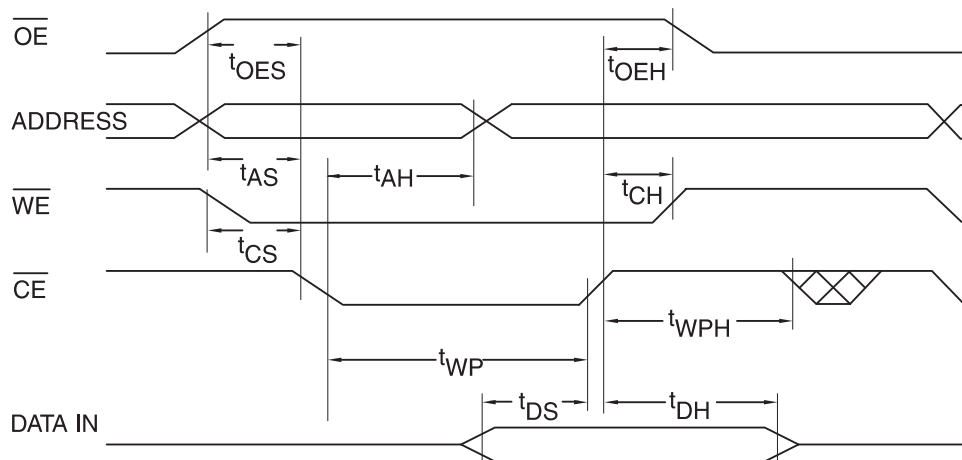 OE
tOES
tOEH
ADDRESS
tAS
tAH
tCH
WE
tCS
CE
tWPH
tWP
tDS
tDH
DATA IN